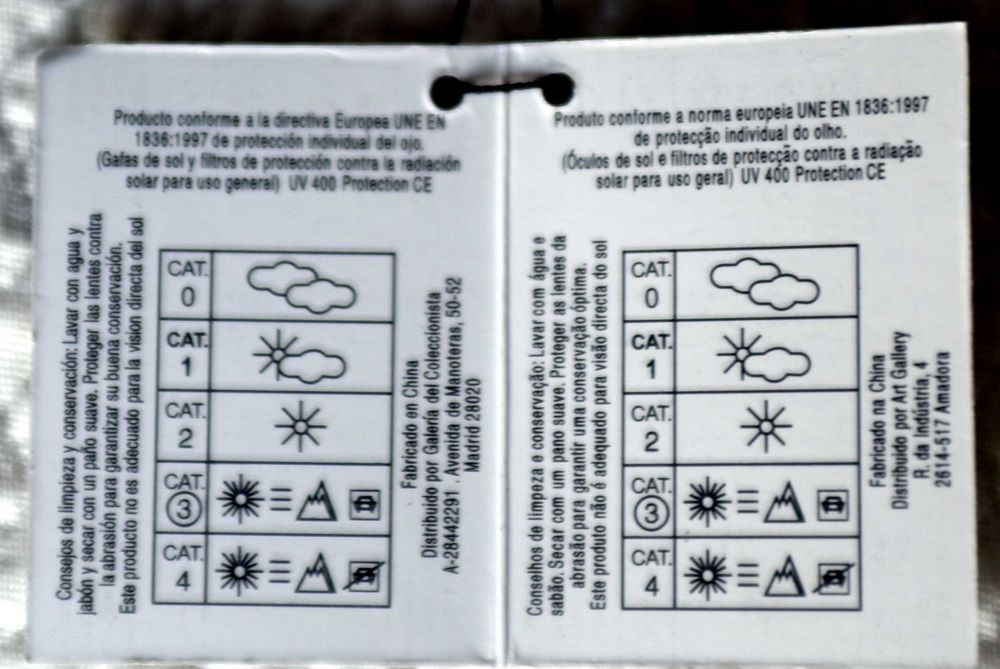 Producto conforme a la directiva Europea UNE EN
1836:1997 de protección individual del ojo.
(Gafas de sol y filtros de protección contra la radiación
solar para uso general) UV 400 Protection CE
Consejos de limpieza y conservación: Lavar con agua y
jabón y secar con un paño suave. Proteger las lentes contra
la abrasión para garantizar su buena conservación.
Este producto no es adecuado para la vision directa del sol
CAT.
0
CAT.
1
CAT.
2
CAT.
3
CAT.
4
Fabricado en China
Distribuido por Galería del Coleccionista
A-28442291 . Avenida de Manoteras, 50-52
Madrid 28020
Produto conforme a norma europeia UNE EN 1836:1997
de protecção individual do olho.
(Óculos de sol e filtros de protecção contra a radiação
solar para uso geral) UV 400 Protection CE
Conselhos de limpeza e conservação: Lavar com água e
sabão. Secar com um pano suave. Proteger as lentes da
abrasão para garantir uma conservação óptima.
Este produto não é adequado para visão directa do sol
CAT.
0
CAT.
1
CAT.
2
CAT.
3
CAT.
4
Fabricado na China
Distribuido por Art Gallery
R. da Indústria, 4
2614-517 Amadora